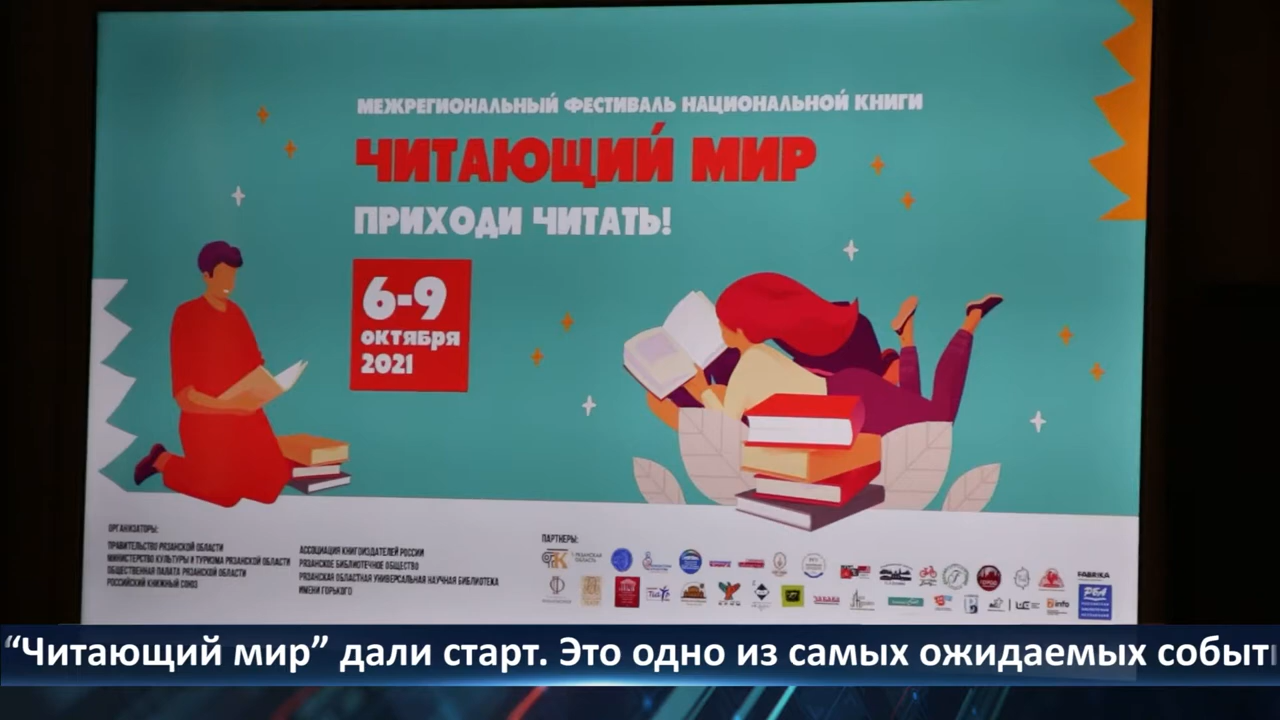 МЕЖРЕГИОНАЛЬНЫЙ ФЕСТИВАЛЬ НАЦИОНАЛЬНОЙ КНИГИ
ЧИТАЮЩИЙ МИР
ПРИХОДИ ЧИТАТЬ!
6-9
октября
2021
ОРГАНИЗАТОРЫ:
ПРАВИТЕЛЬСТВО РЯЗАНСКОЙ ОБЛАСТИ
МИНИСТЕРСТВО КУЛЬТУРЫ И ТУРИЗМА РЯЗАНСКОЙ ОБЛАСТИ
ОБЩЕСТВЕННАЯ ПАЛАТА РЯЗАНСКОЙ ОБЛАСТИ
РОССИЙСКИЙ КНИЖНЫЙ СОЮЗ
АССОЦИАЦИЯ КНИГОИЗДАТЕЛЕЙ РОССИИ
РЯЗАНСКОЕ БИБЛИОТЕЧНОЕ ОБЩЕСТВО
РЯЗАНСКАЯ ОБЛАСТНАЯ УНИВЕРСАЛЬНАЯ НАУЧНАЯ БИБЛИОТЕКА
ИМЕНИ ГОРЬКОГО
ПАРТНЕРЫ:
FABRIKA
РБА
“Читающий мир” дали старт. Это одно из самых ожидаемых событ